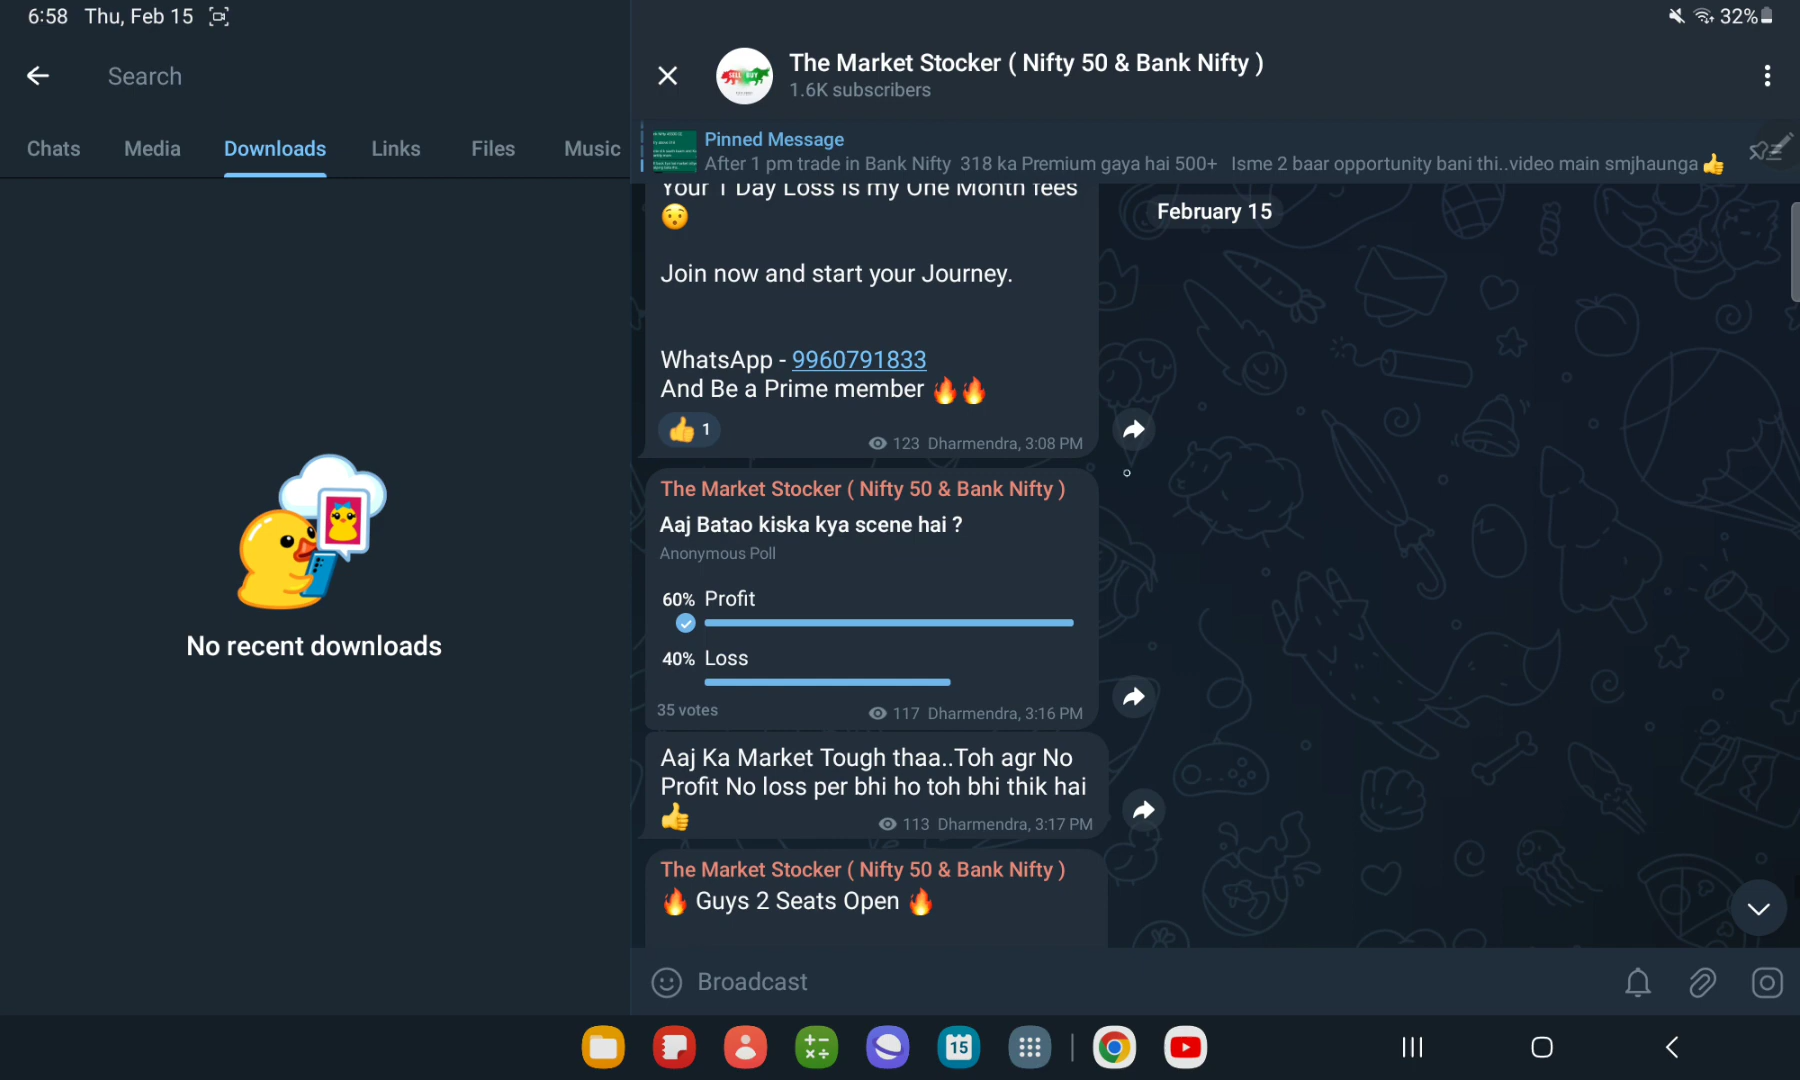 6:58 Thu, Feb 15
32%
Search
Chats Media Downloads Links Files Music
No recent downloads
The Market Stocker ( Nifty 50 & Bank Nifty )
1.6K subscribers
Pinned Message
After 1 pm trade in Bank Nifty 318 ka Premium gaya hai 500+ Isme 2 baar opportunity bani thi..video main smjhaunga 👍
Your 1 Day Loss is my One Month fees
😯
February 15
Join now and start your Journey.
WhatsApp - 9960791833
And Be a Prime member 🔥🔥
👍 1
123 Dharmendra, 3:08 PM
The Market Stocker ( Nifty 50 & Bank Nifty )
Aaj Batao kiska kya scene hai ?
Anonymous Poll
60% Profit
40% Loss
35 votes
117 Dharmendra, 3:16 PM
Aaj Ka Market Tough thaa..Toh agr No
Profit No loss per bhi ho toh bhi thik hai
👍
113 Dharmendra, 3:17 PM
The Market Stocker ( Nifty 50 & Bank Nifty )
🔥 Guys 2 Seats Open 🔥
Broadcast
15